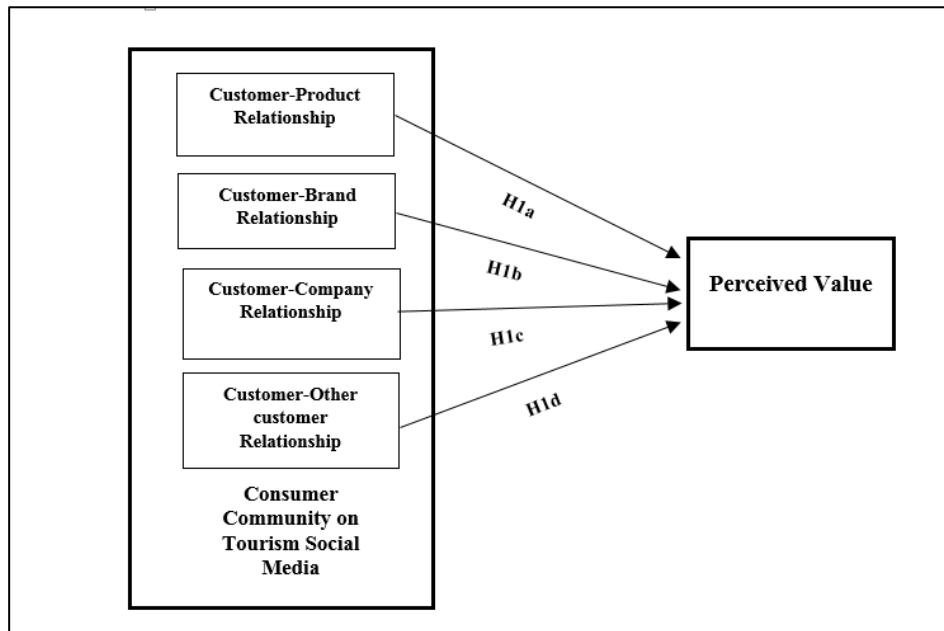 Customer-Product
Relationship
Customer-Brand
Relationship
Customer-Company
Relationship
Customer-Other
customer
Relationship
Consumer
Community on
Tourism Social
Media
H1a
H1b
H1c
H1d
Perceived Value